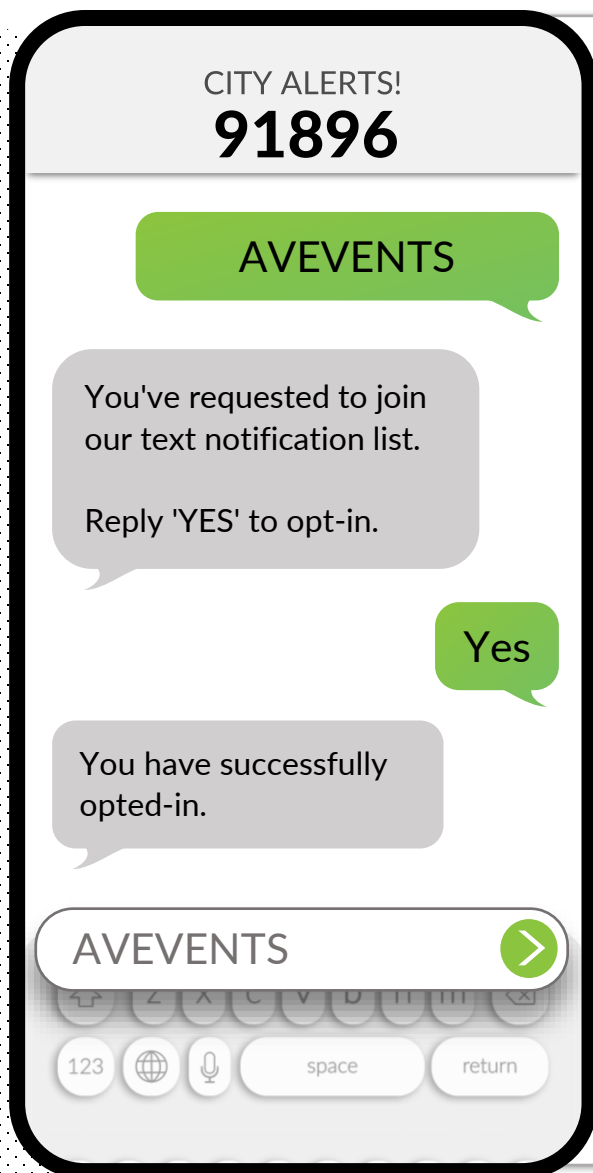 CITY ALERTS!
91896
AVEVENTS
You've requested to join
our text notification list.
Reply 'YES' to opt-in.
Yes
You have successfully
opted-in.
AVEVENTS
Z X C V b n m
123 space return